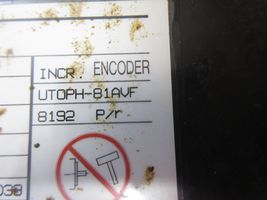 INCR. ENCODER
UTOPH-81AVF
8192 P/r